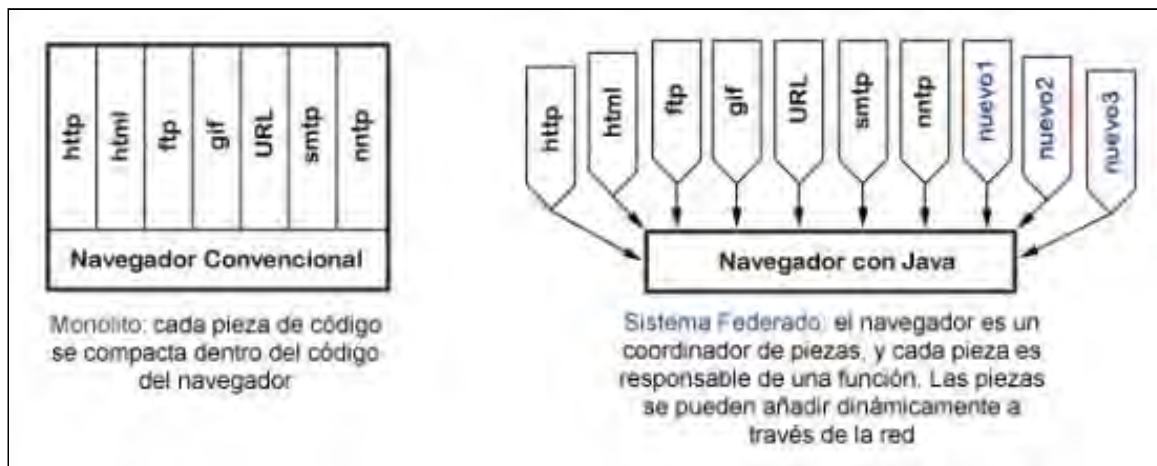 http
html
ftp
gif
URL
smtp
nntp
Navegador Convencional
Monolito: cada pieza de código
se compacta dentro del código
del navegador
http
html
ftp
gif
URL
smtp
nntp
nuevo1
nuevo2
nuevo3
Navegador con Java
Sistema Federado: el navegador es un
coordinador de piezas, y cada pieza es
responsable de una función. Las piezas
se pueden añadir dinámicamente a
través de la red